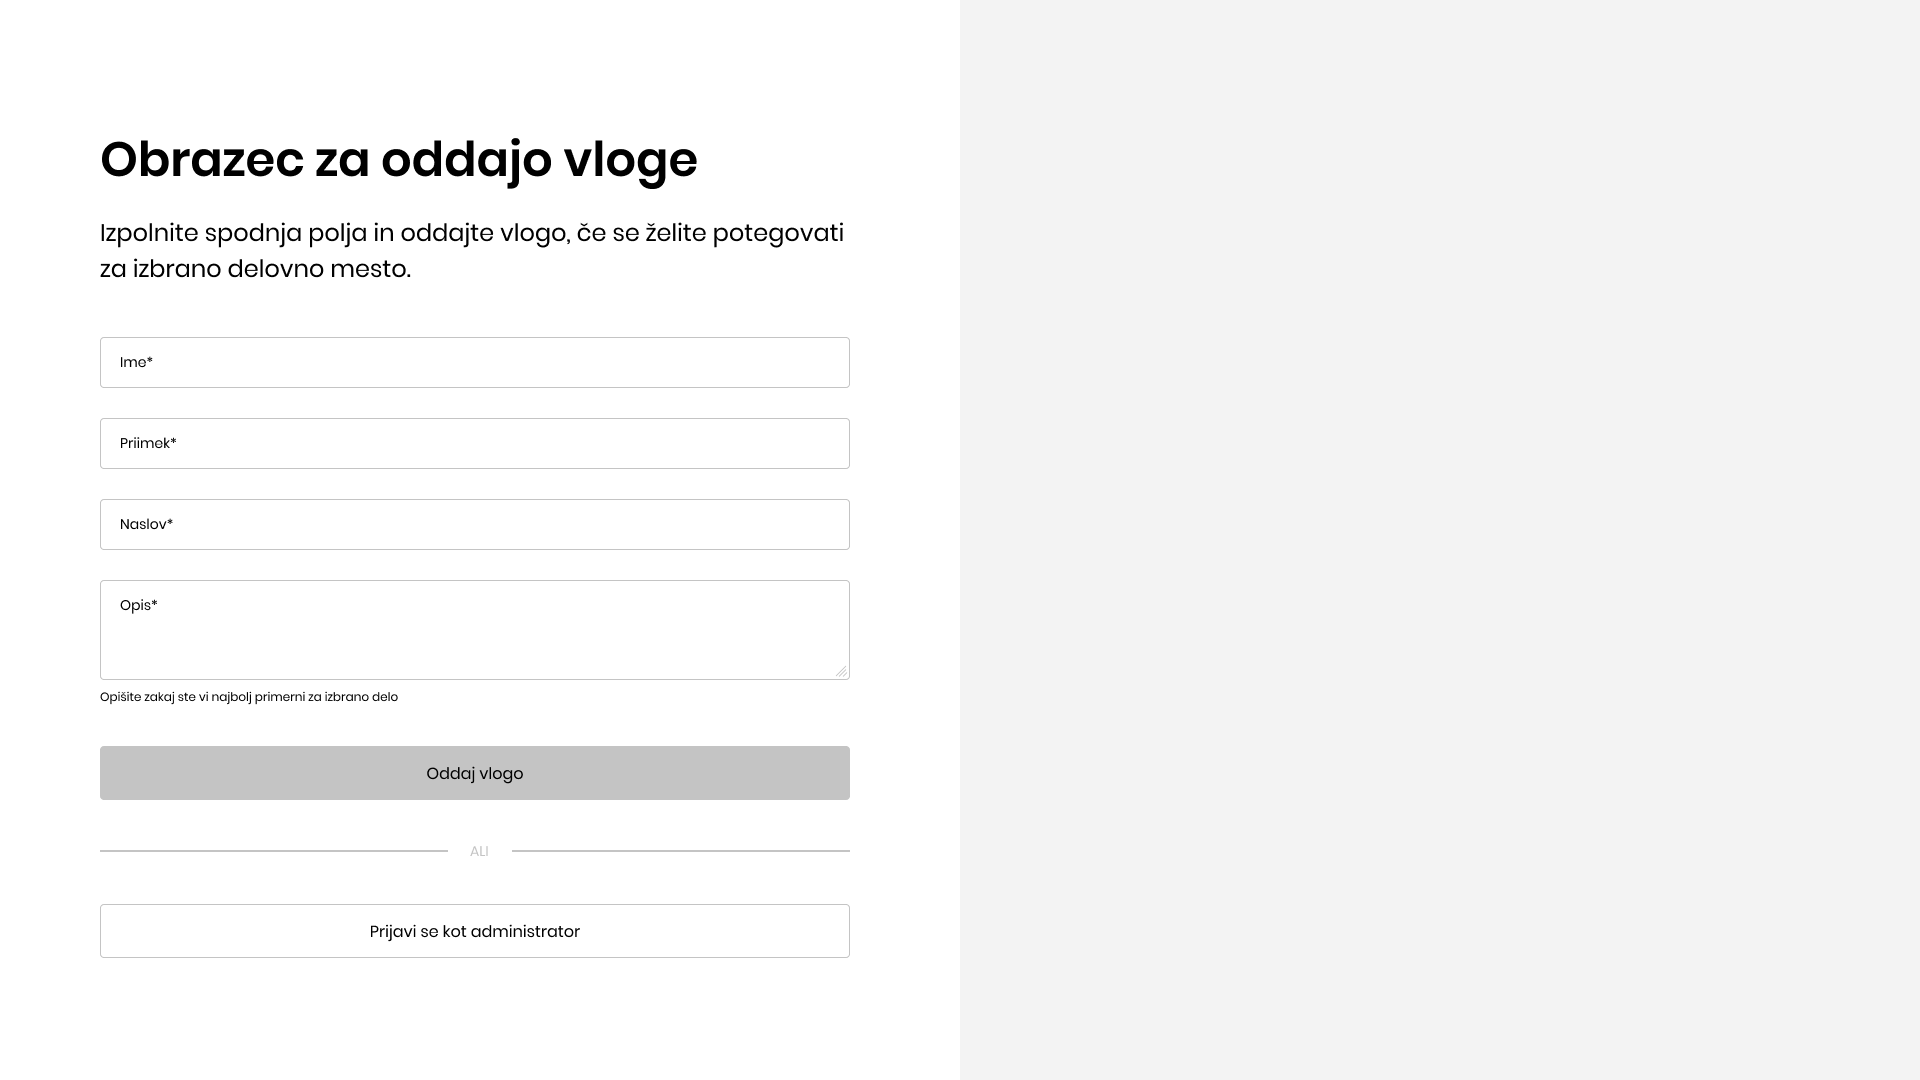 Obrazec za oddajo vloge
Izpolnite spodnja polja in oddajte vlogo, če se želite potegovati
za izbrano delovno mesto.
Ime*
Priimek*
Naslov*
Opis*
Opišite zakaj ste vi najbolj primerni za izbrano delo
Oddaj vlogo
ALI
Prijavi se kot administrator